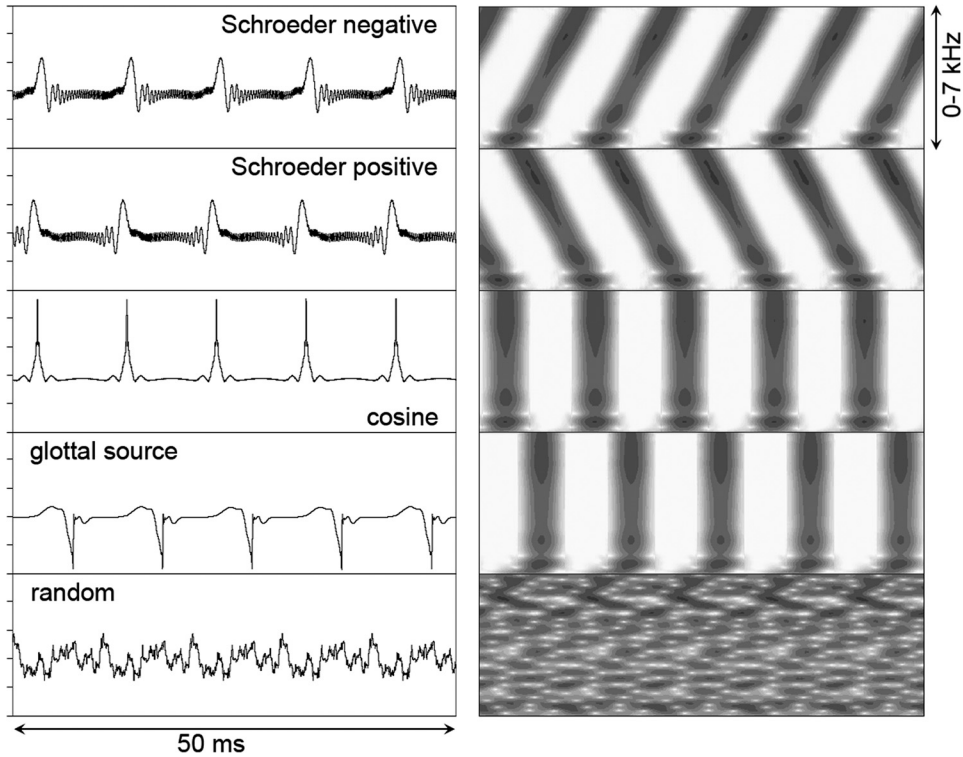 Schroeder negative
Schroeder positive
cosine
glottal source
random
50 ms
0-7 kHz